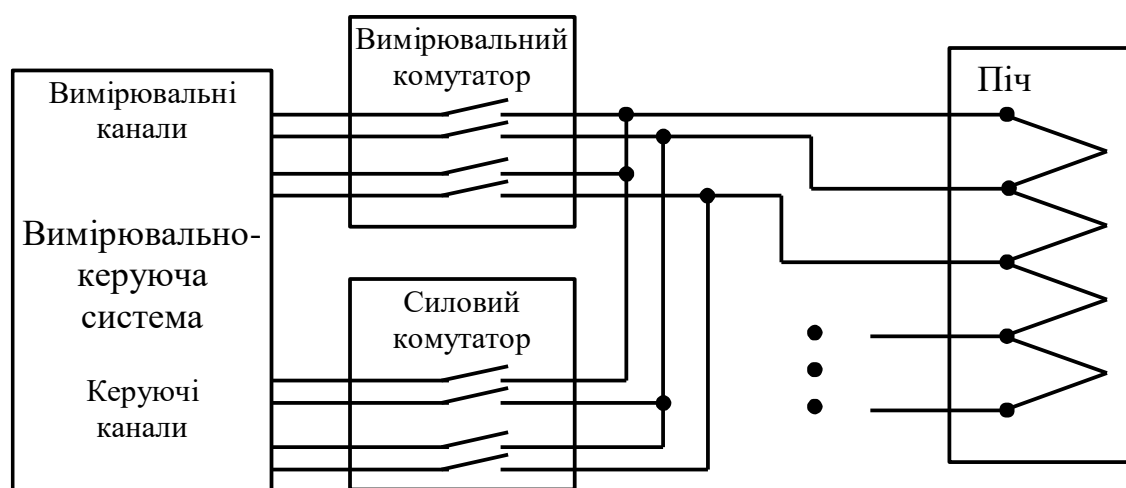 Вимірювальний
комутатор
Вимірювальні
канали
Піч
Вимірювально-
керуюча
система
Силовий
комутатор
Керуючі
канали